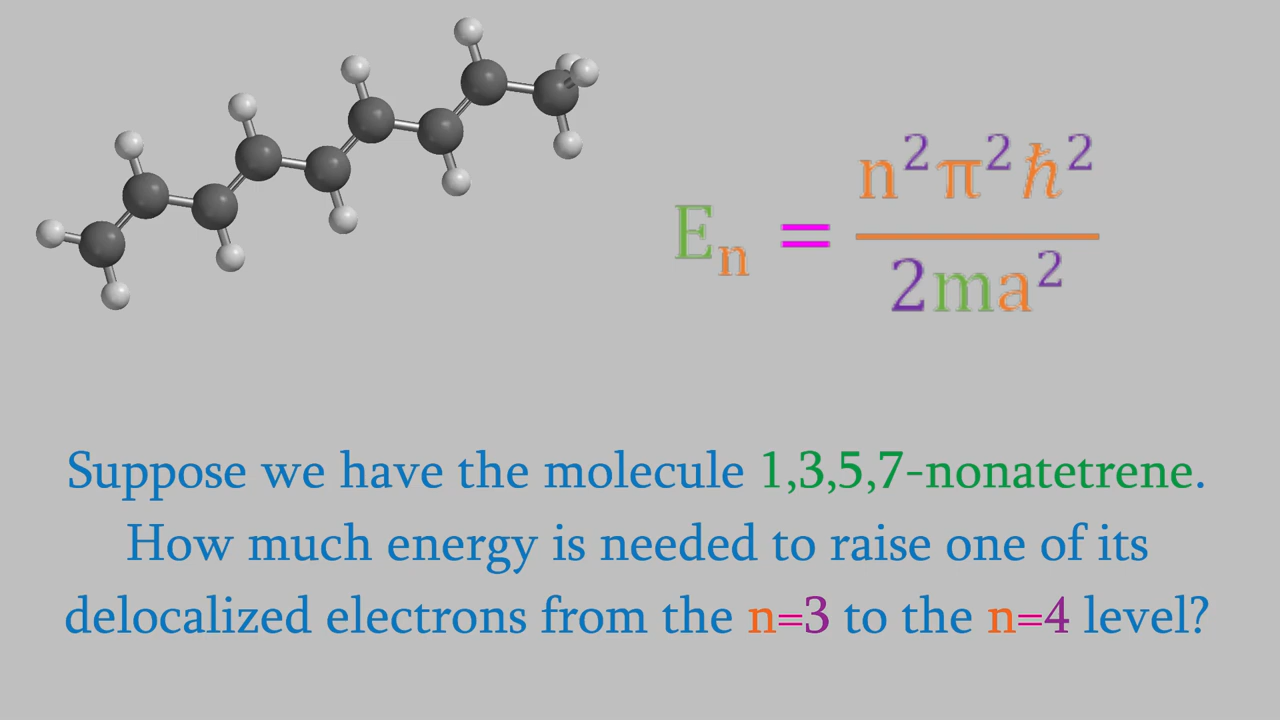 Eₙ = n²π²ħ² / 2ma²
Suppose we have the molecule 1,3,5,7-nonatetrene.
How much energy is needed to raise one of its
delocalized electrons from the n=3 to the n=4 level?